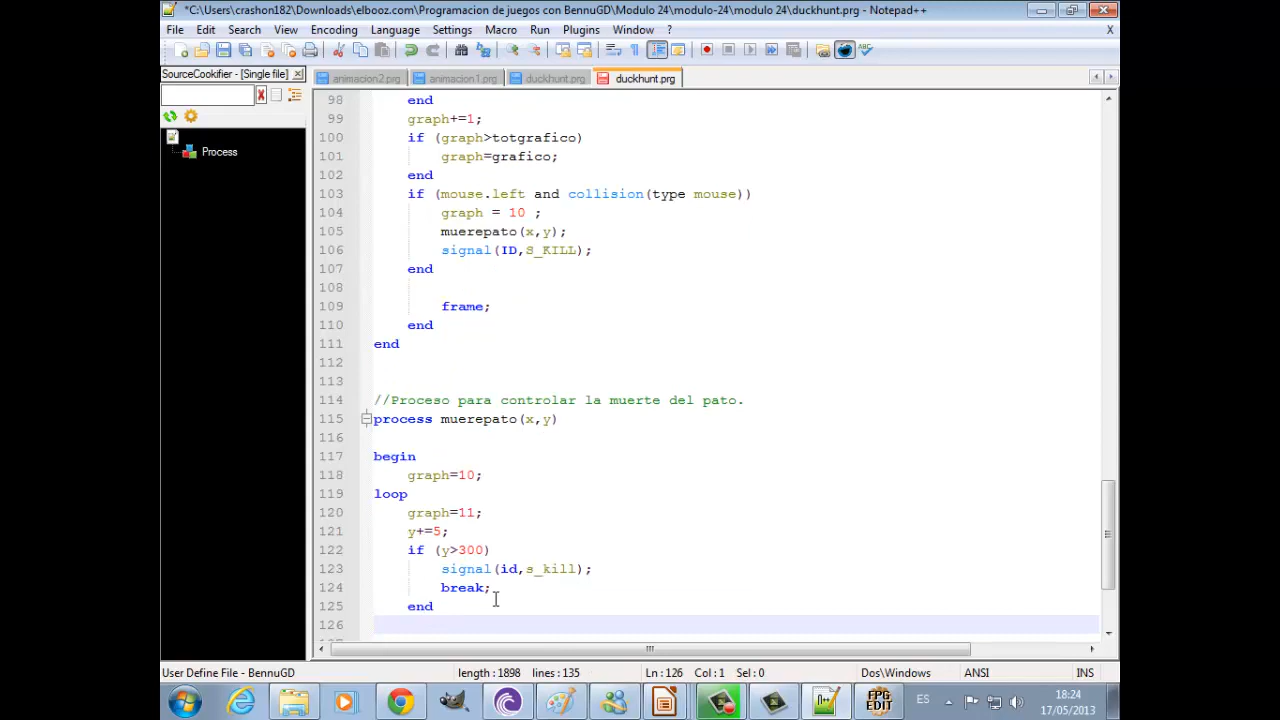 *C:\Users\crashon182\Downloads\elbooz.com\Programacion de juegos con BennuGD\Modulo 24\modulo-24\modulo 24\duckhunt.prg - Notepad++
File Edit Search View Encoding Language Settings Macro Run Plugins Window ? X
SourceCookifier - [Single file]
animacion2.prg animacion1.prg duckhunt.prg duckhunt.prg
Process
98 end
99 graph+=1;
100 if (graph>totgrafico)
101 graph=grafico;
102 end
103 if (mouse.left and collision(type mouse))
104 graph = 10 ;
105 muerepato(x,y);
106 signal(ID,S_KILL);
107 end
108
109 frame;
110 end
111 end
112
113
114 //Proceso para controlar la muerte del pato.
115 process muerepato(x,y)
116
117 begin
118 graph=10;
119 loop
120 graph=11;
121 y+=5;
122 if (y>300)
123 signal(id,s_kill);
124 break;
125 end
126
User Define File - BennuGD length : 1898 lines : 135 Ln : 126 Col : 1 Sel : 0 Dos\Windows ANSI INS
FPG EDIT ES 18:24
17/05/2013